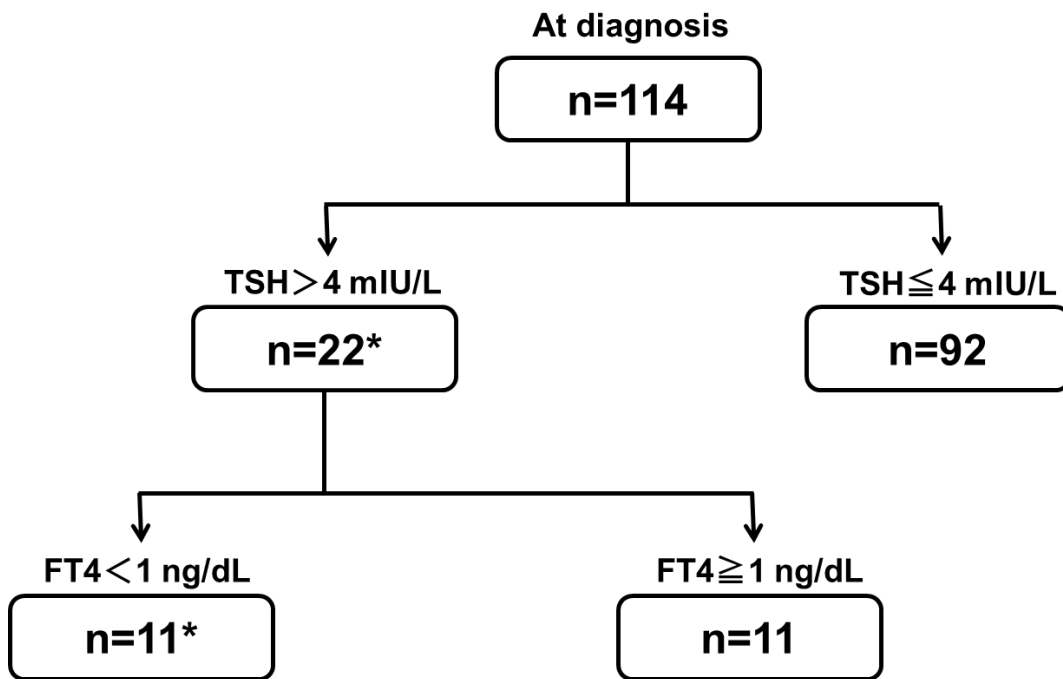 At diagnosis
n=114
TSH＞4 mIU/L
TSH≦4 mIU/L
n=22*
n=92
FT4＜1 ng/dL
FT4≧1 ng/dL
n=11*
n=11